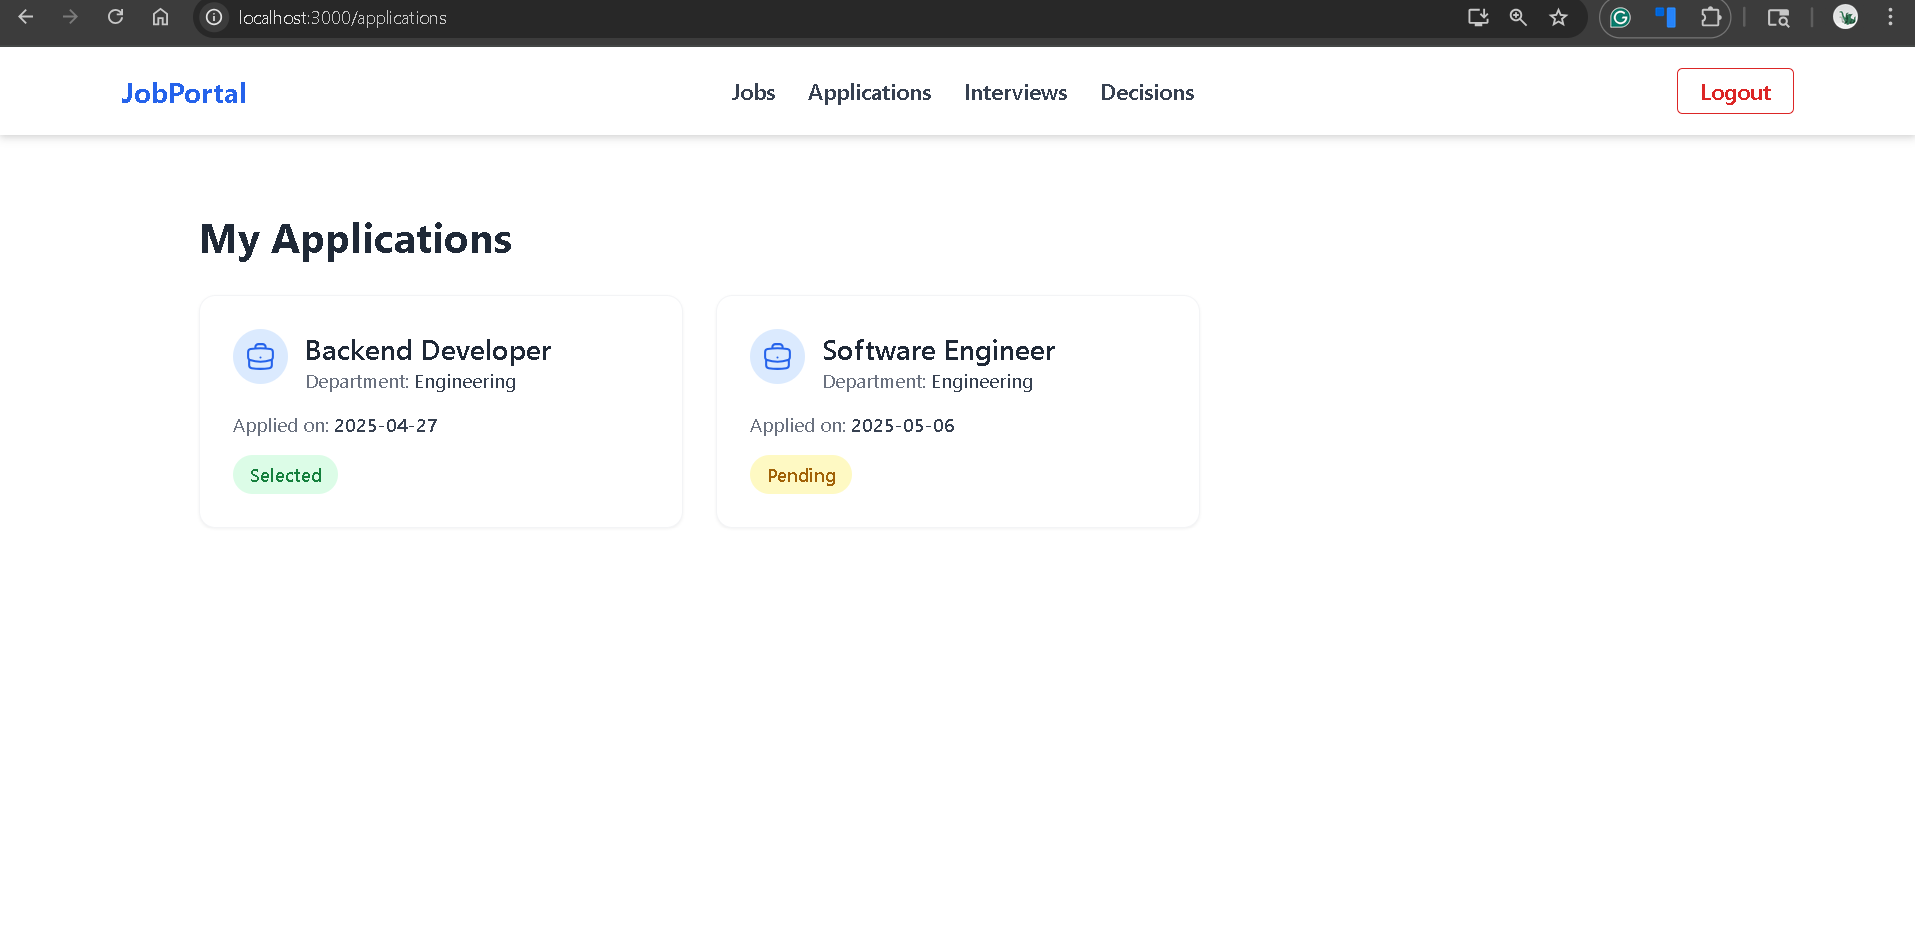 localhost:3000/applications
JobPortal
Jobs Applications Interviews Decisions
Logout
My Applications
Backend Developer
Department: Engineering
Applied on: 2025-04-27
Selected
Software Engineer
Department: Engineering
Applied on: 2025-05-06
Pending